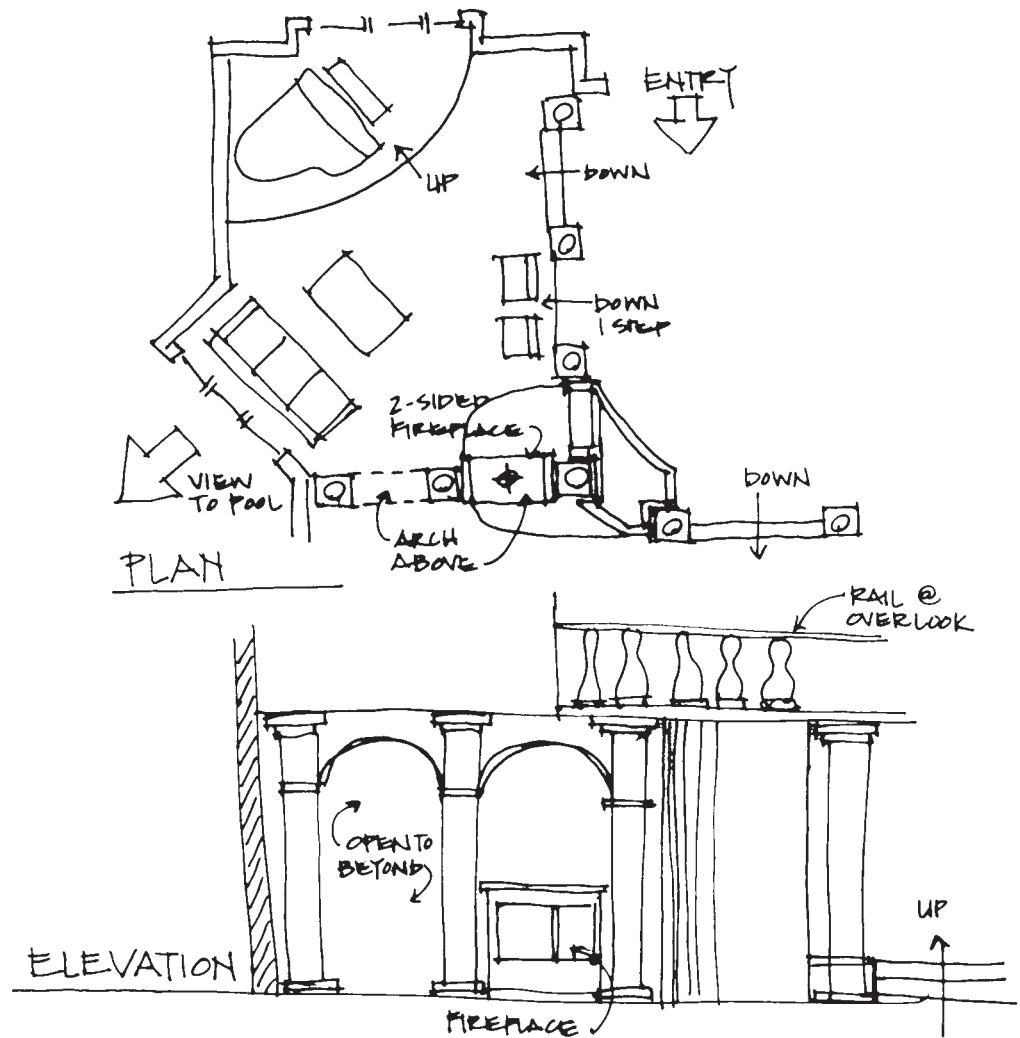 ENTRY
UP
DOWN
DOWN
1 STEP
2-SIDED
FIREPLACE
VIEW
TO POOL
DOWN
ARCH
ABOVE
PLAN
RAIL @
OVERLOOK
OPEN TO
BEYOND
UP
ELEVATION
FIREPLACE